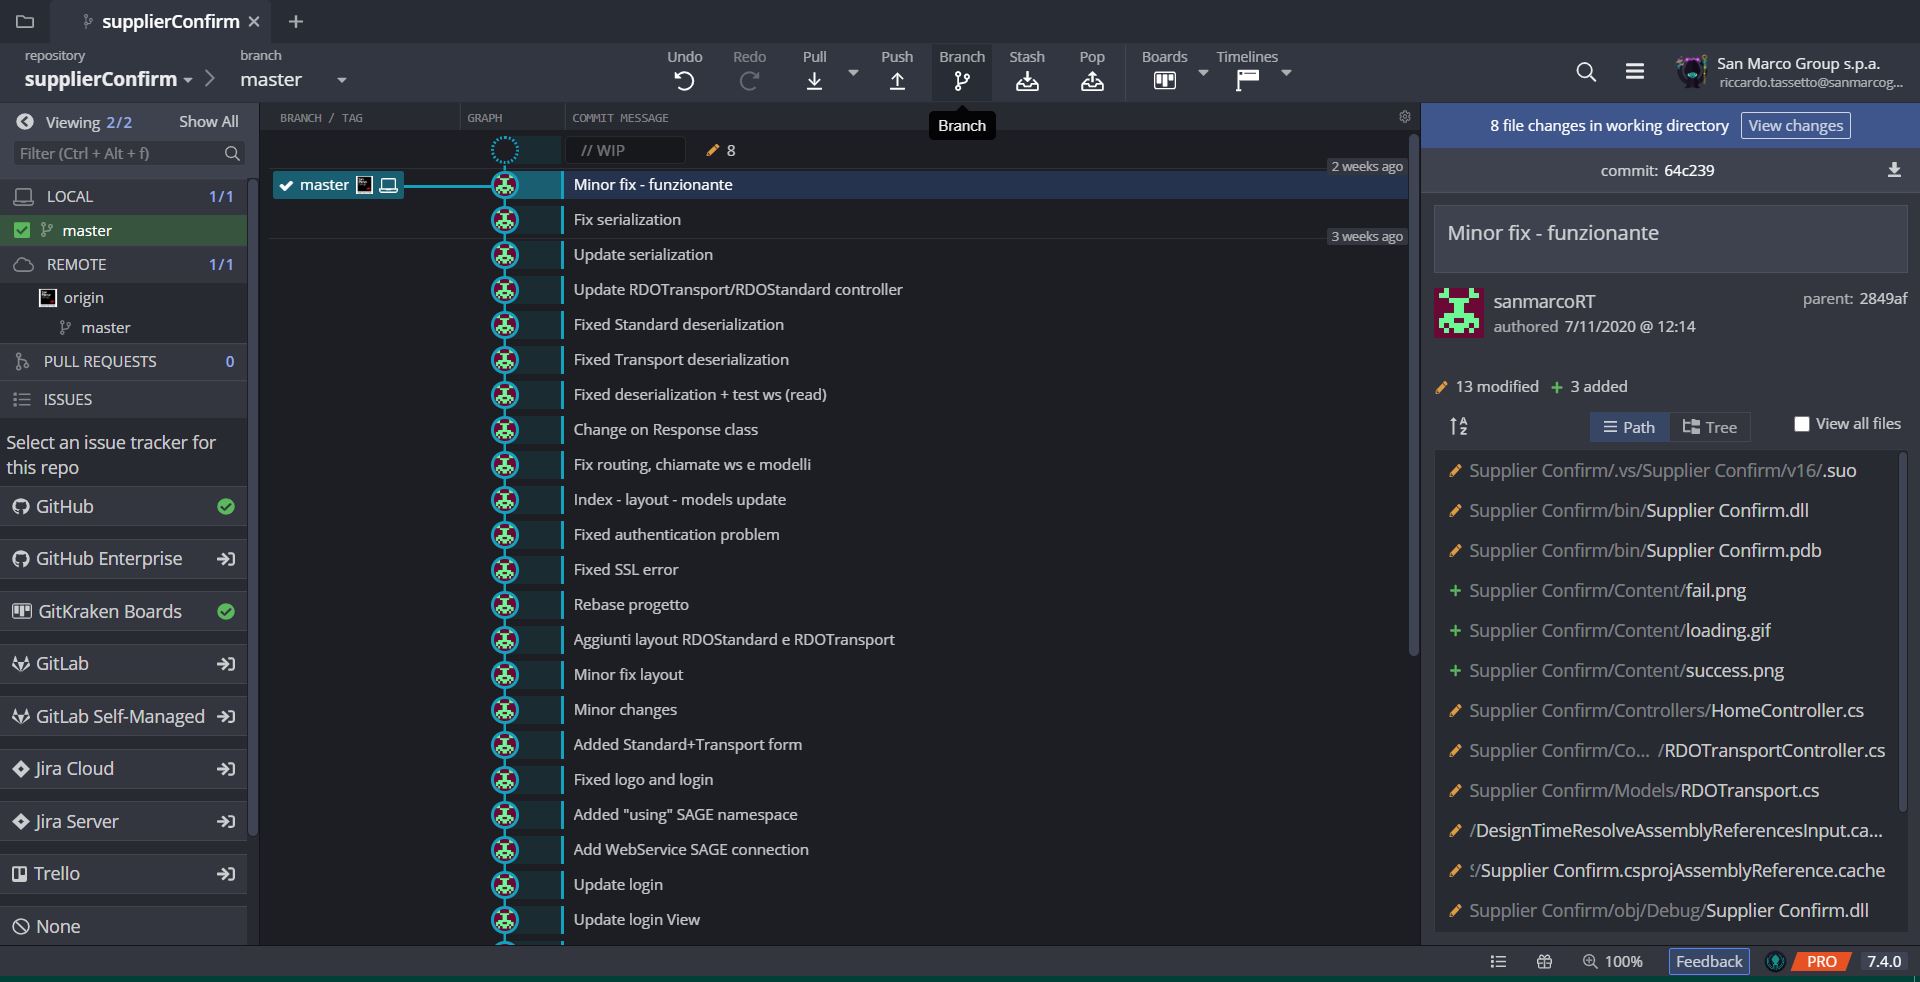 supplierConfirm
repository
supplierConfirm
branch
master
Undo
Redo
Pull
Push
Branch
Stash
Pop
Boards
Timelines
San Marco Group s.p.a.
riccardo.tassetto@sanmarcog...
Viewing 2/2
Show All
Filter (Ctrl + Alt + f)
LOCAL 1/1
master
REMOTE 1/1
origin
master
PULL REQUESTS 0
ISSUES
Select an issue tracker for
this repo
GitHub
GitHub Enterprise
GitKraken Boards
GitLab
GitLab Self-Managed
Jira Cloud
Jira Server
Trello
None
BRANCH / TAG
GRAPH
COMMIT MESSAGE
Branch
// WIP
8
2 weeks ago
master
Minor fix - funzionante
Fix serialization
3 weeks ago
Update serialization
Update RDOTransport/RDOStandard controller
Fixed Standard deserialization
Fixed Transport deserialization
Fixed deserialization + test ws (read)
Change on Response class
Fix routing, chiamate ws e modelli
Index - layout - models update
Fixed authentication problem
Fixed SSL error
Rebase progetto
Aggiunti layout RDOStandard e RDOTransport
Minor fix layout
Minor changes
Added Standard+Transport form
Fixed logo and login
Added "using" SAGE namespace
Add WebService SAGE connection
Update login
Update login View
8 file changes in working directory
View changes
commit: 64c239
Minor fix - funzionante
sanmarcoRT
parent: 2849af
authored 7/11/2020 @ 12:14
13 modified
+ 3 added
Path
Tree
View all files
Supplier Confirm/.vs/Supplier Confirm/v16/.suo
Supplier Confirm/bin/Supplier Confirm.dll
Supplier Confirm/bin/Supplier Confirm.pdb
+ Supplier Confirm/Content/fail.png
+ Supplier Confirm/Content/loading.gif
+ Supplier Confirm/Content/success.png
Supplier Confirm/Controllers/HomeController.cs
Supplier Confirm/Co... /RDOTransportController.cs
Supplier Confirm/Models/RDOTransport.cs
/DesignTimeResolveAssemblyReferencesInput.ca...
/Supplier Confirm.csprojAssemblyReference.cache
Supplier Confirm/obj/Debug/Supplier Confirm.dll
100%
Feedback
PRO
7.4.0